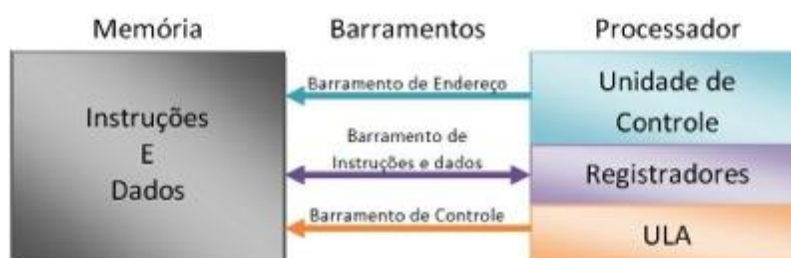 Memória
Barramentos
Processador
Instruções
E
Dados
Barramento de Endereço
Barramento de
Instruções e dados
Barramento de Controle
Unidade de
Controle
Registradores
ULA